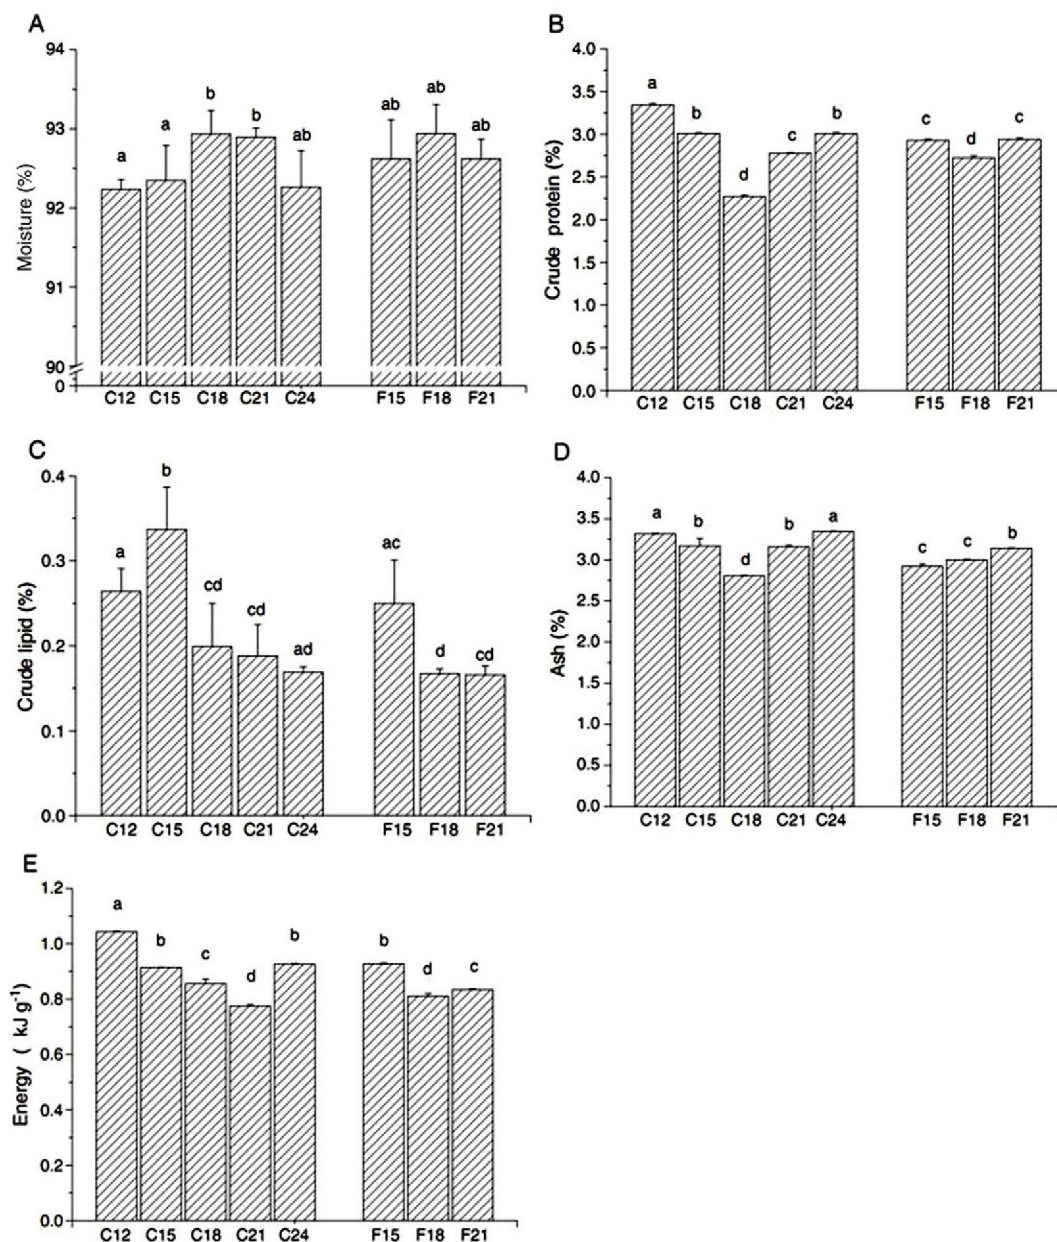 A
94
93
92
91
90
0
Moisture (%)
a
a
b
b
ab
ab
ab
ab
C12 C15 C18 C21 C24 F15 F18 F21
B
4.0
3.5
3.0
2.5
2.0
1.5
1.0
0.5
0.0
Crude protein (%)
a
b
d
c
b
c
d
c
C12 C15 C18 C21 C24 F15 F18 F21
C
0.4
0.3
0.2
0.1
0.0
Crude lipid (%)
a
b
cd
cd
ad
ac
d
cd
C12 C15 C18 C21 C24 F15 F18 F21
D
4.0
3.5
3.0
2.5
2.0
1.5
1.0
0.5
0.0
Ash (%)
a
b
d
b
a
c
c
b
C12 C15 C18 C21 C24 F15 F18 F21
E
1.2
1.0
0.8
0.6
0.4
0.2
0.0
Energy ( kJ g⁻¹)
a
b
c
d
b
b
d
c
C12 C15 C18 C21 C24 F15 F18 F21